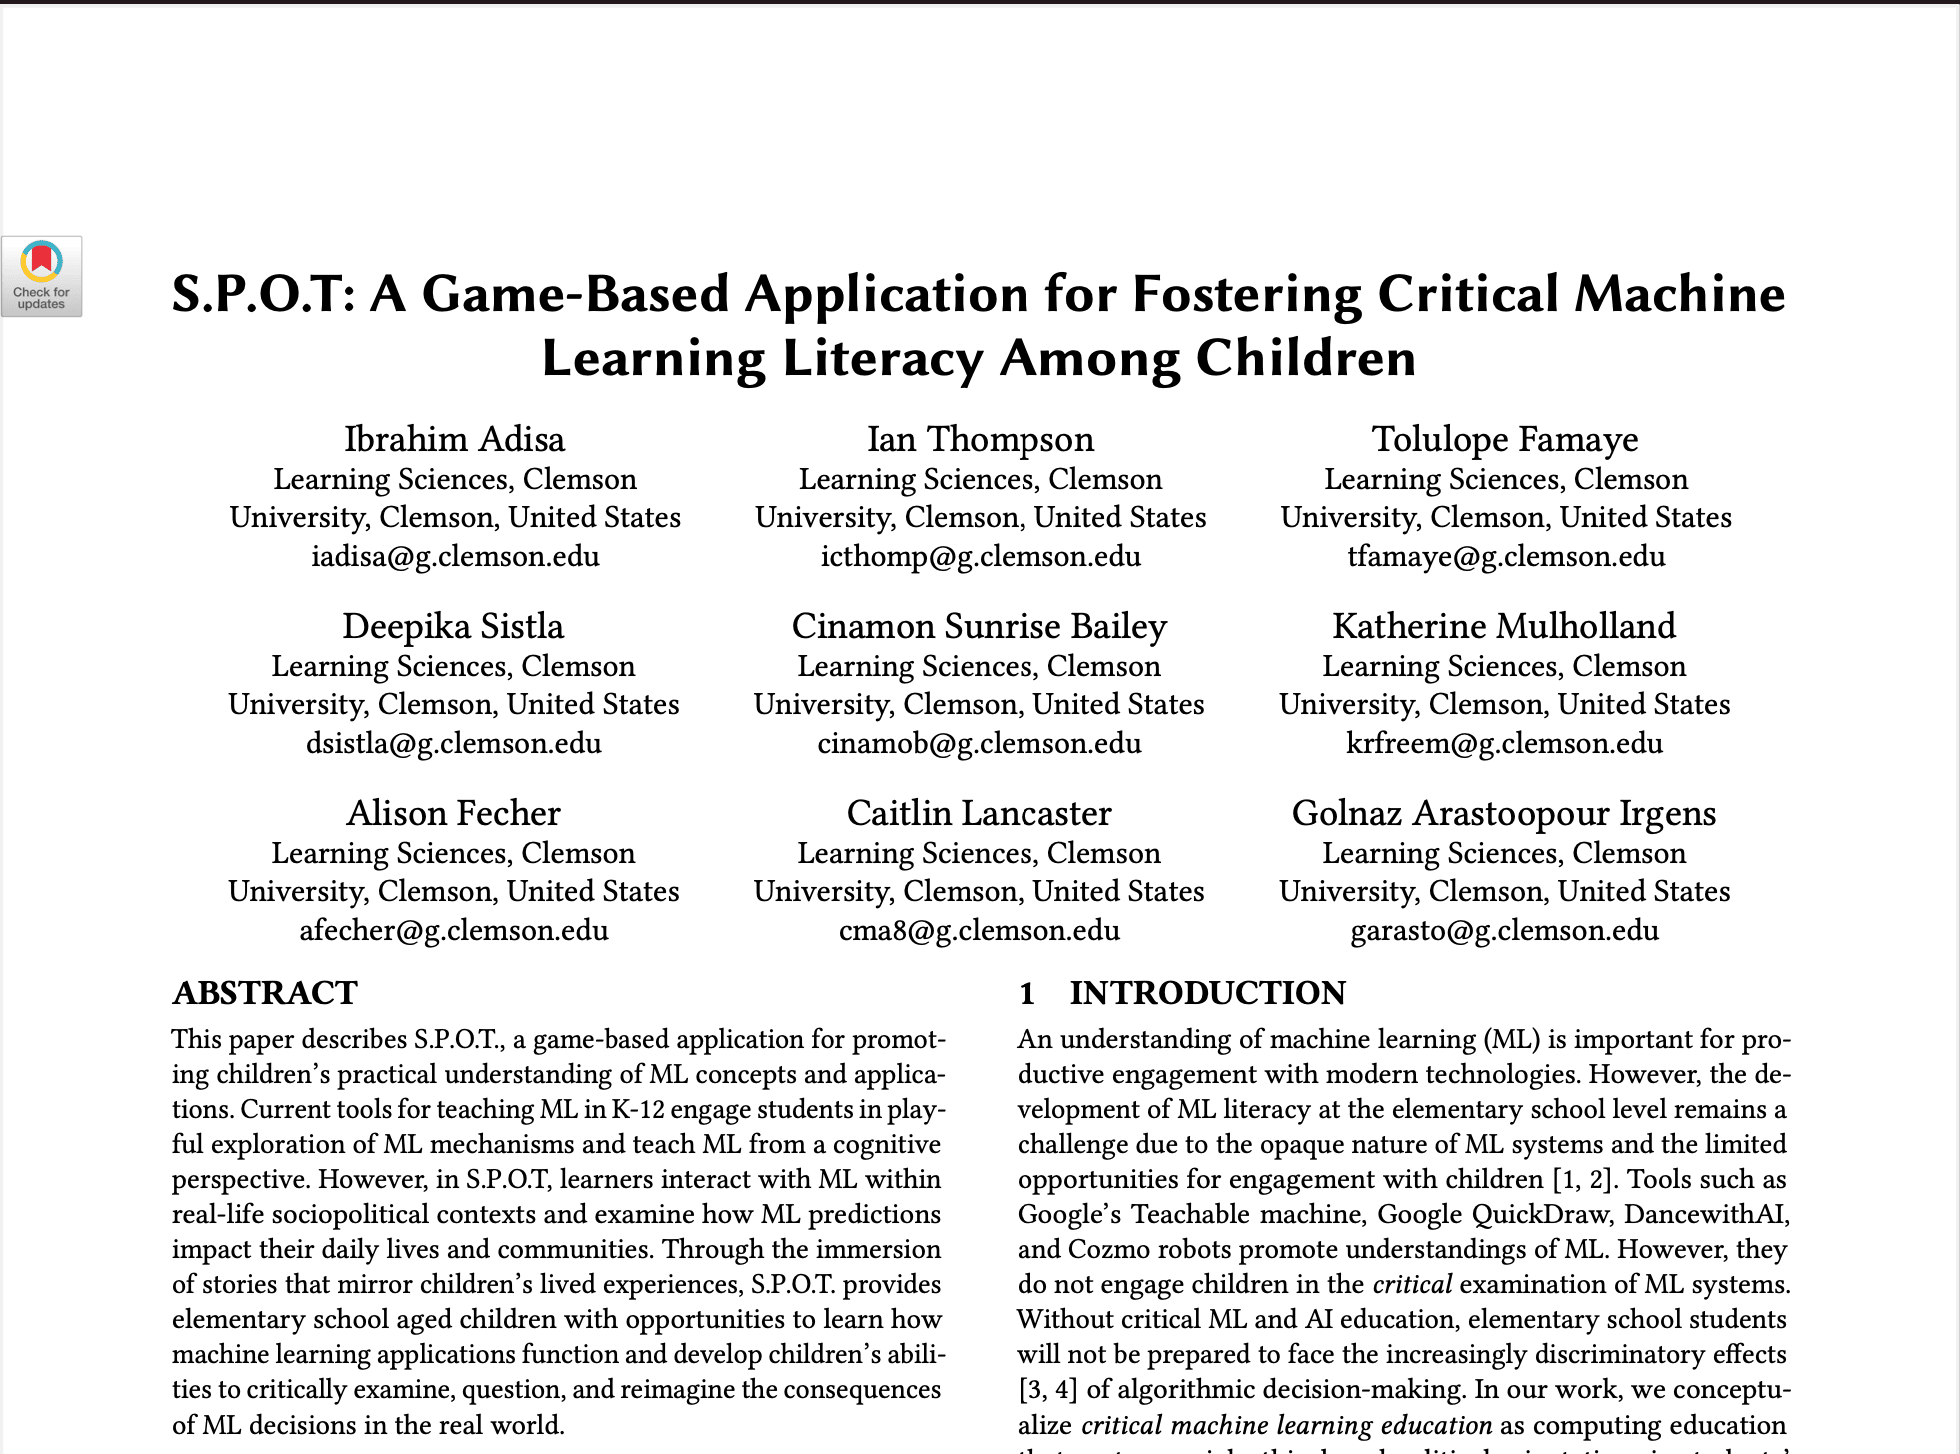 Check for
updates
S.P.O.T: A Game-Based Application for Fostering Critical Machine
Learning Literacy Among Children
Ibrahim Adisa
Learning Sciences, Clemson
University, Clemson, United States
iadisa@g.clemson.edu
Ian Thompson
Learning Sciences, Clemson
University, Clemson, United States
icthomp@g.clemson.edu
Tolulope Famaye
Learning Sciences, Clemson
University, Clemson, United States
tfamaye@g.clemson.edu
Deepika Sistla
Learning Sciences, Clemson
University, Clemson, United States
dsistla@g.clemson.edu
Cinamon Sunrise Bailey
Learning Sciences, Clemson
University, Clemson, United States
cinamob@g.clemson.edu
Katherine Mulholland
Learning Sciences, Clemson
University, Clemson, United States
krfreem@g.clemson.edu
Alison Fecher
Learning Sciences, Clemson
University, Clemson, United States
afecher@g.clemson.edu
Caitlin Lancaster
Learning Sciences, Clemson
University, Clemson, United States
cma8@g.clemson.edu
Golnaz Arastoopour Irgens
Learning Sciences, Clemson
University, Clemson, United States
garasto@g.clemson.edu
ABSTRACT
This paper describes S.P.O.T., a game-based application for promot-
ing children's practical understanding of ML concepts and applica-
tions. Current tools for teaching ML in K-12 engage students in play-
ful exploration of ML mechanisms and teach ML from a cognitive
perspective. However, in S.P.O.T, learners interact with ML within
real-life sociopolitical contexts and examine how ML predictions
impact their daily lives and communities. Through the immersion
of stories that mirror children's lived experiences, S.P.O.T. provides
elementary school aged children with opportunities to learn how
machine learning applications function and develop children's abili-
ties to critically examine, question, and reimagine the consequences
of ML decisions in the real world.
1 INTRODUCTION
An understanding of machine learning (ML) is important for pro-
ductive engagement with modern technologies. However, the de-
velopment of ML literacy at the elementary school level remains a
challenge due to the opaque nature of ML systems and the limited
opportunities for engagement with children [1, 2]. Tools such as
Google's Teachable machine, Google QuickDraw, DancewithAI,
and Cozmo robots promote understandings of ML. However, they
do not engage children in the critical examination of ML systems.
Without critical ML and AI education, elementary school students
will not be prepared to face the increasingly discriminatory effects
[3, 4] of algorithmic decision-making. In our work, we conceptu-
alize critical machine learning education as computing education